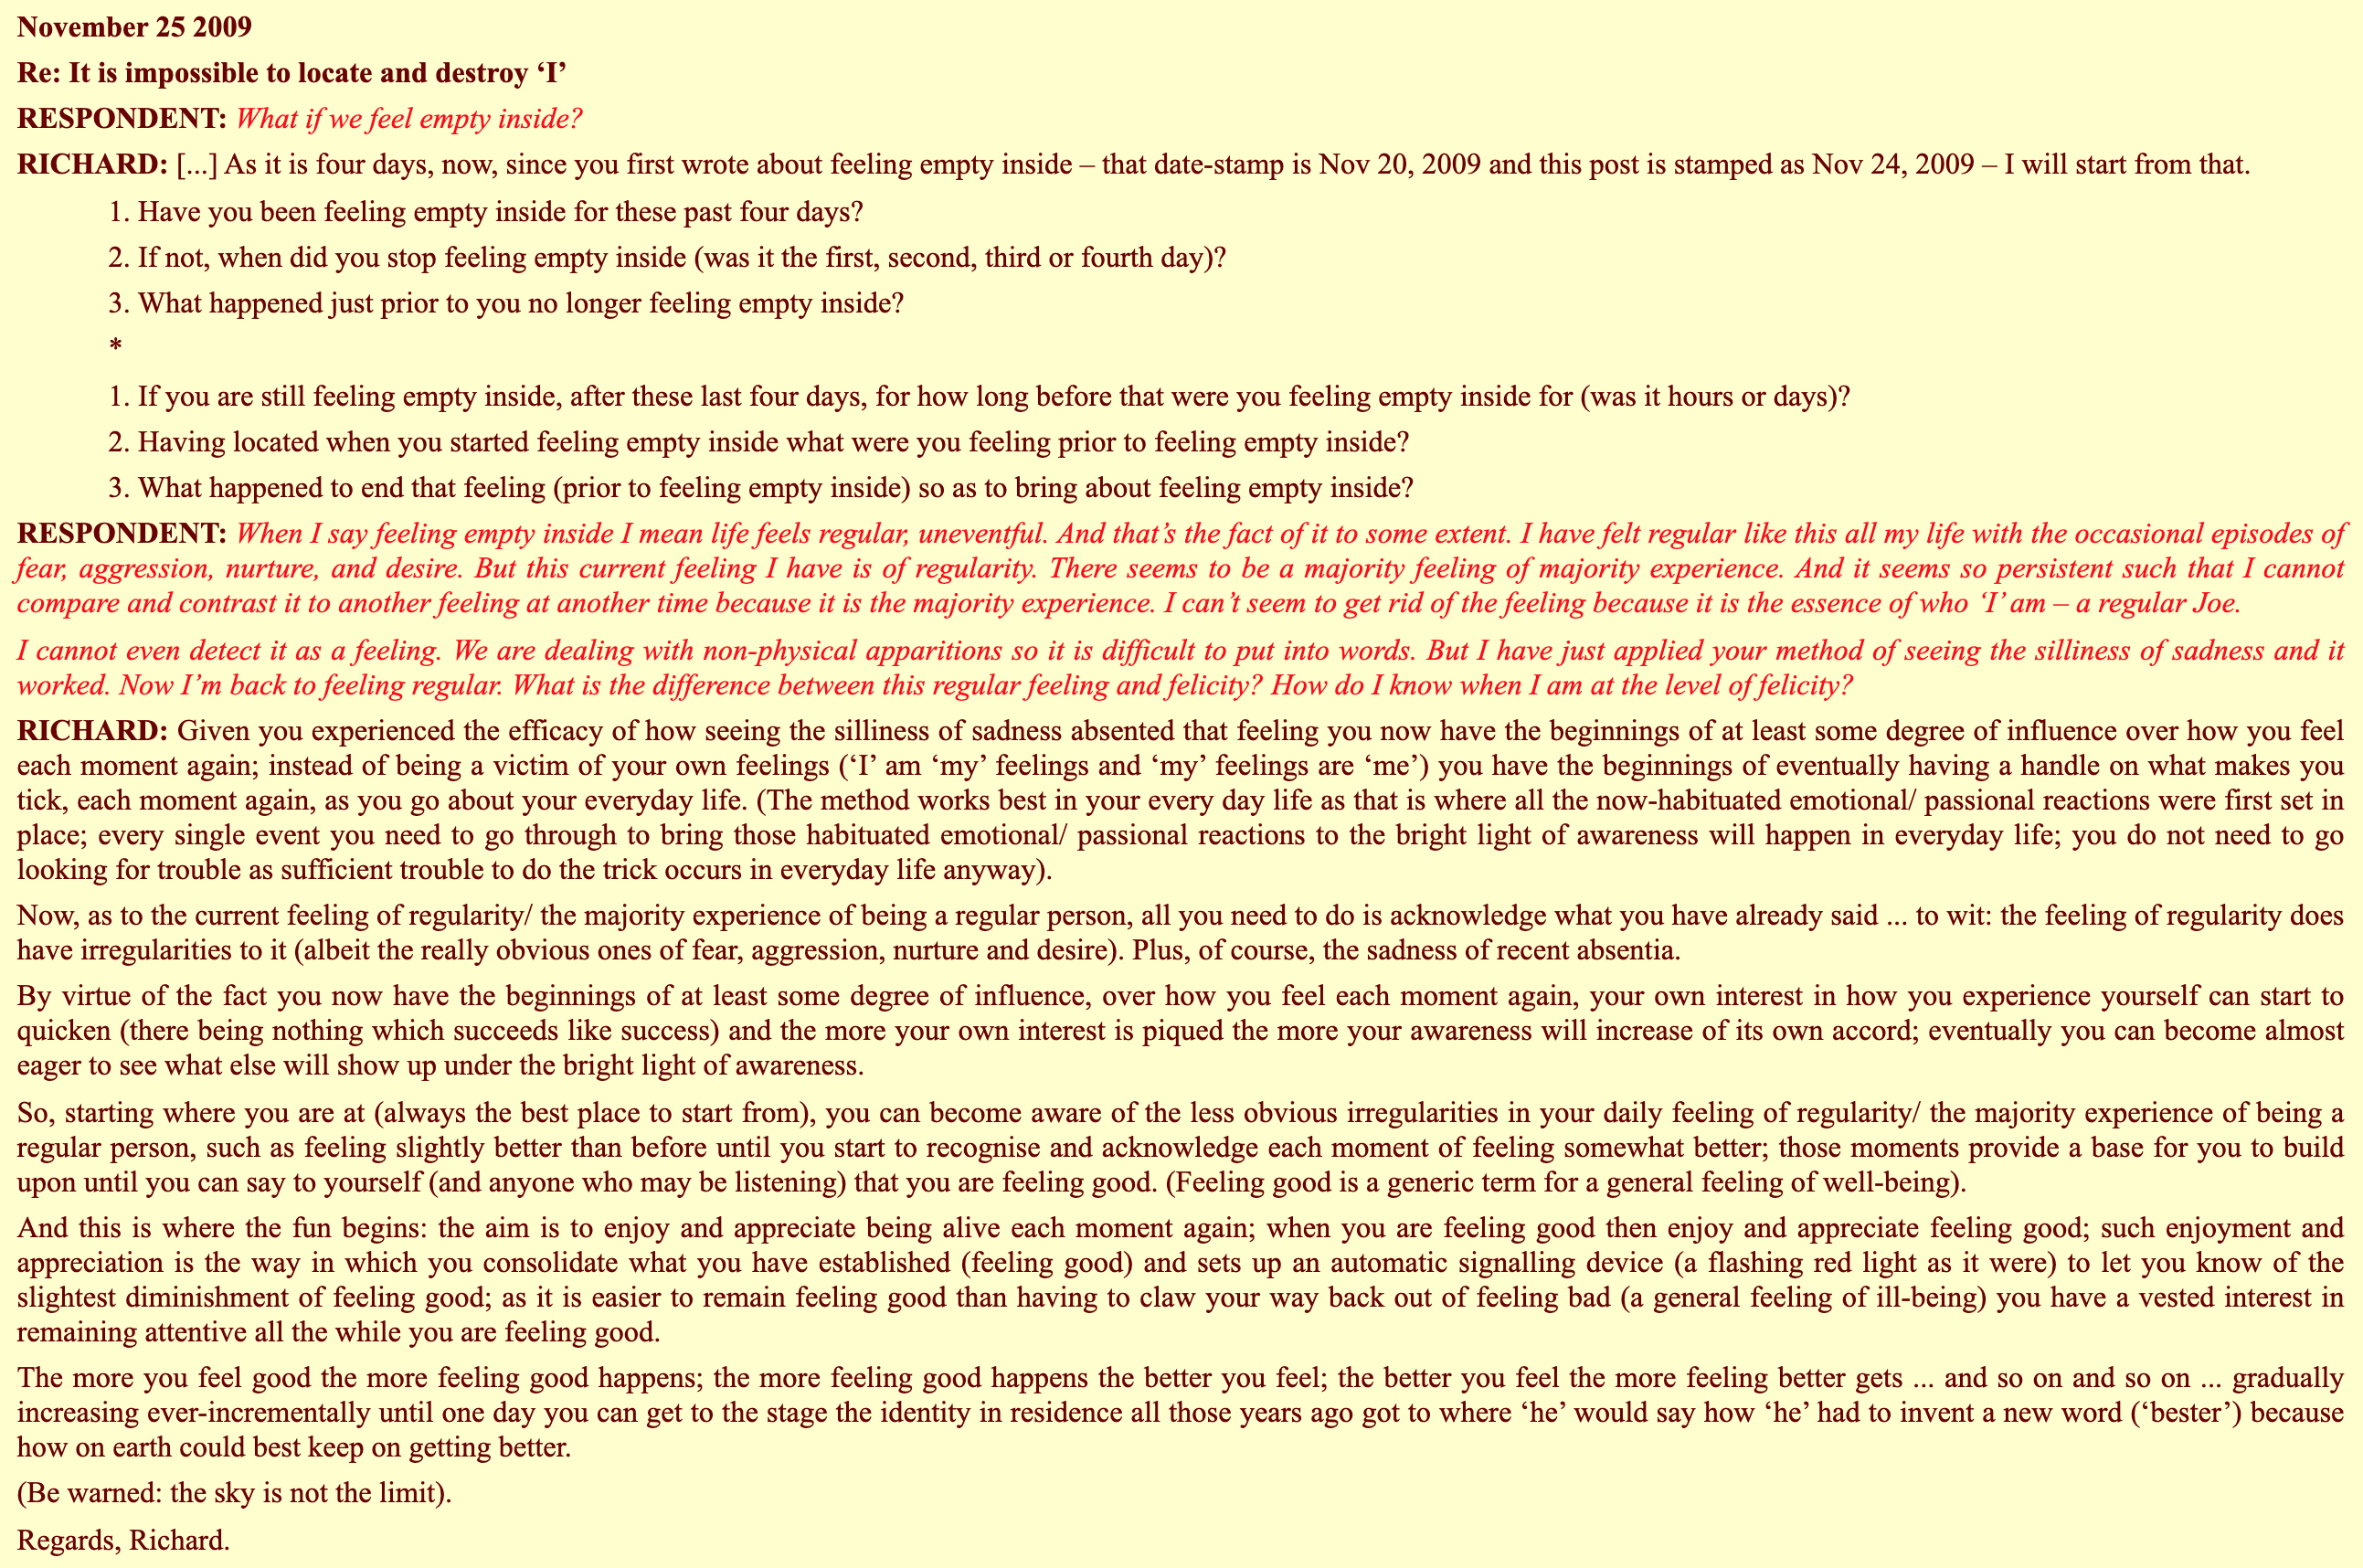 November 25 2009
Re: It is impossible to locate and destroy ‘I’
RESPONDENT: What if we feel empty inside?
RICHARD: [...] As it is four days, now, since you first wrote about feeling empty inside – that date-stamp is Nov 20, 2009 and this post is stamped as Nov 24, 2009 – I will start from that.
1. Have you been feeling empty inside for these past four days?
2. If not, when did you stop feeling empty inside (was it the first, second, third or fourth day)?
3. What happened just prior to you no longer feeling empty inside?
*
1. If you are still feeling empty inside, after these last four days, for how long before that were you feeling empty inside for (was it hours or days)?
2. Having located when you started feeling empty inside what were you feeling prior to feeling empty inside?
3. What happened to end that feeling (prior to feeling empty inside) so as to bring about feeling empty inside?
RESPONDENT: When I say feeling empty inside I mean life feels regular, uneventful. And that’s the fact of it to some extent. I have felt regular like this all my life with the occasional episodes of
fear, aggression, nurture, and desire. But this current feeling I have is of regularity. There seems to be a majority feeling of majority experience. And it seems so persistent such that I cannot
compare and contrast it to another feeling at another time because it is the majority experience. I can’t seem to get rid of the feeling because it is the essence of who ‘I’ am – a regular Joe.
I cannot even detect it as a feeling. We are dealing with non-physical apparitions so it is difficult to put into words. But I have just applied your method of seeing the silliness of sadness and it
worked. Now I’m back to feeling regular. What is the difference between this regular feeling and felicity? How do I know when I am at the level of felicity?
RICHARD: Given you experienced the efficacy of how seeing the silliness of sadness absented that feeling you now have the beginnings of at least some degree of influence over how you feel
each moment again; instead of being a victim of your own feelings (‘I’ am ‘my’ feelings and ‘my’ feelings are ‘me’) you have the beginnings of eventually having a handle on what makes you
tick, each moment again, as you go about your everyday life. (The method works best in your every day life as that is where all the now-habituated emotional/ passional reactions were first set in
place; every single event you need to go through to bring those habituated emotional/ passional reactions to the bright light of awareness will happen in everyday life; you do not need to go
looking for trouble as sufficient trouble to do the trick occurs in everyday life anyway).
Now, as to the current feeling of regularity/ the majority experience of being a regular person, all you need to do is acknowledge what you have already said ... to wit: the feeling of regularity does
have irregularities to it (albeit the really obvious ones of fear, aggression, nurture and desire). Plus, of course, the sadness of recent absentia.
By virtue of the fact you now have the beginnings of at least some degree of influence, over how you feel each moment again, your own interest in how you experience yourself can start to
quicken (there being nothing which succeeds like success) and the more your own interest is piqued the more your awareness will increase of its own accord; eventually you can become almost
eager to see what else will show up under the bright light of awareness.
So, starting where you are at (always the best place to start from), you can become aware of the less obvious irregularities in your daily feeling of regularity/ the majority experience of being a
regular person, such as feeling slightly better than before until you start to recognise and acknowledge each moment of feeling somewhat better; those moments provide a base for you to build
upon until you can say to yourself (and anyone who may be listening) that you are feeling good. (Feeling good is a generic term for a general feeling of well-being).
And this is where the fun begins: the aim is to enjoy and appreciate being alive each moment again; when you are feeling good then enjoy and appreciate feeling good; such enjoyment and
appreciation is the way in which you consolidate what you have established (feeling good) and sets up an automatic signalling device (a flashing red light as it were) to let you know of the
slightest diminishment of feeling good; as it is easier to remain feeling good than having to claw your way back out of feeling bad (a general feeling of ill-being) you have a vested interest in
remaining attentive all the while you are feeling good.
The more you feel good the more feeling good happens; the more feeling good happens the better you feel; the better you feel the more feeling better gets ... and so on and so on ... gradually
increasing ever-incrementally until one day you can get to the stage the identity in residence all those years ago got to where ‘he’ would say how ‘he’ had to invent a new word (‘bester’) because
how on earth could best keep on getting better.
(Be warned: the sky is not the limit).
Regards, Richard.